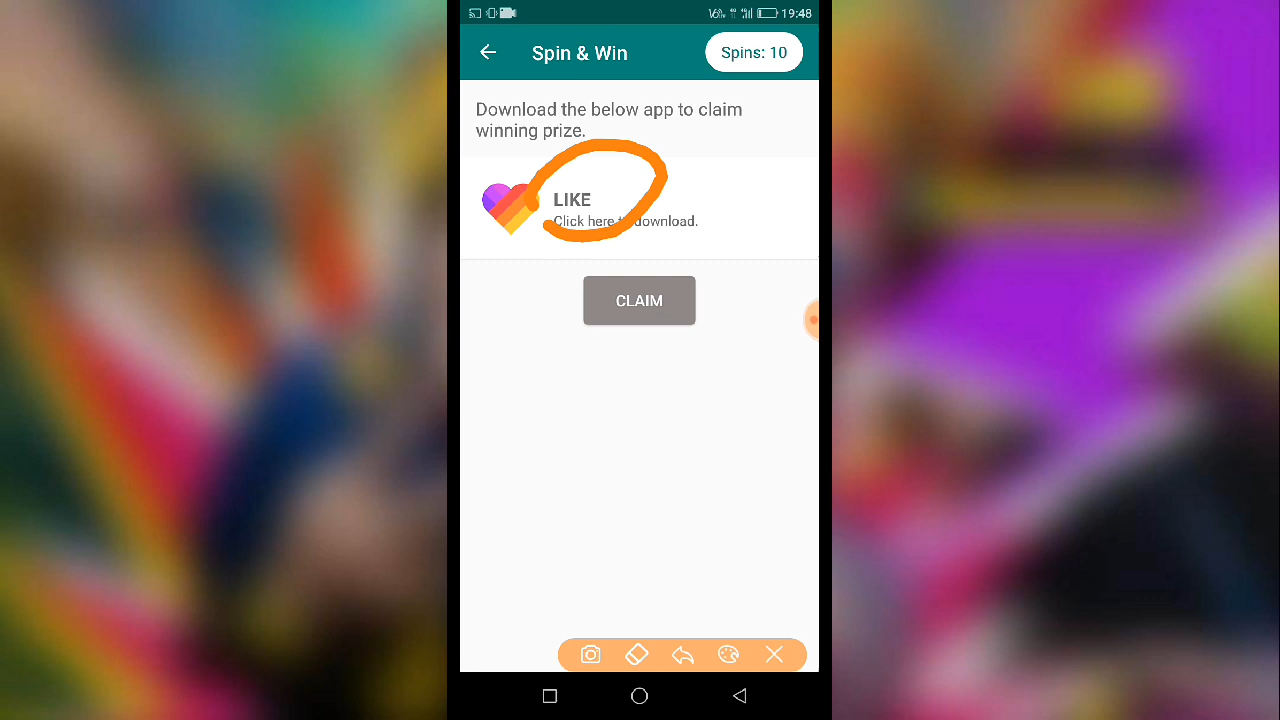 19:48
Spin & Win
Spins: 10
Download the below app to claim
winning prize.
LIKE
Click here to download.
CLAIM